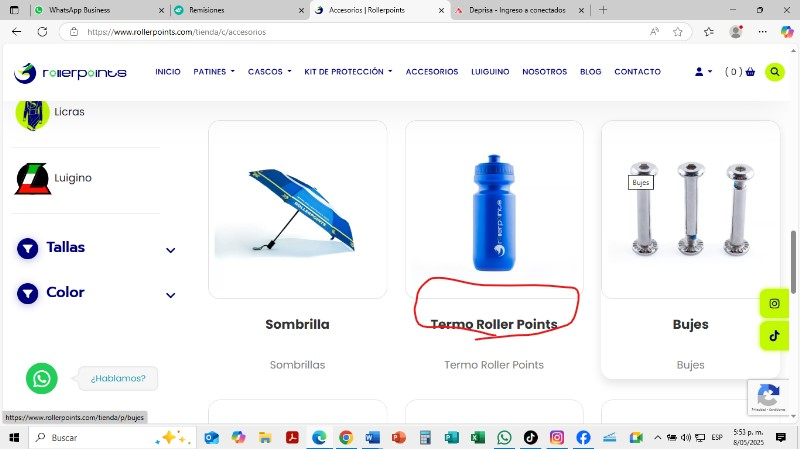 WhatsApp Business
Remisiones
Accesorios | Rollerpoints
Deprisa - Ingreso a conectados
https://www.rollerpoints.com/tienda/c/accesorios
rollerpoints
INICIO
PATINES
CASCOS
KIT DE PROTECCIÓN
ACCESORIOS
LUIGUINO
NOSOTROS
BLOG
CONTACTO
( 0 )
Licras
Luigino
Tallas
Color
ROLLERPOINTS
rollerpoints
Bujes
Sombrilla
Termo Roller Points
Bujes
Sombrillas
Termo Roller Points
Bujes
¿Hablamos?
https://www.rollerpoints.com/tienda/p/bujes
Buscar
ESP
5:53 p. m.
8/05/2025